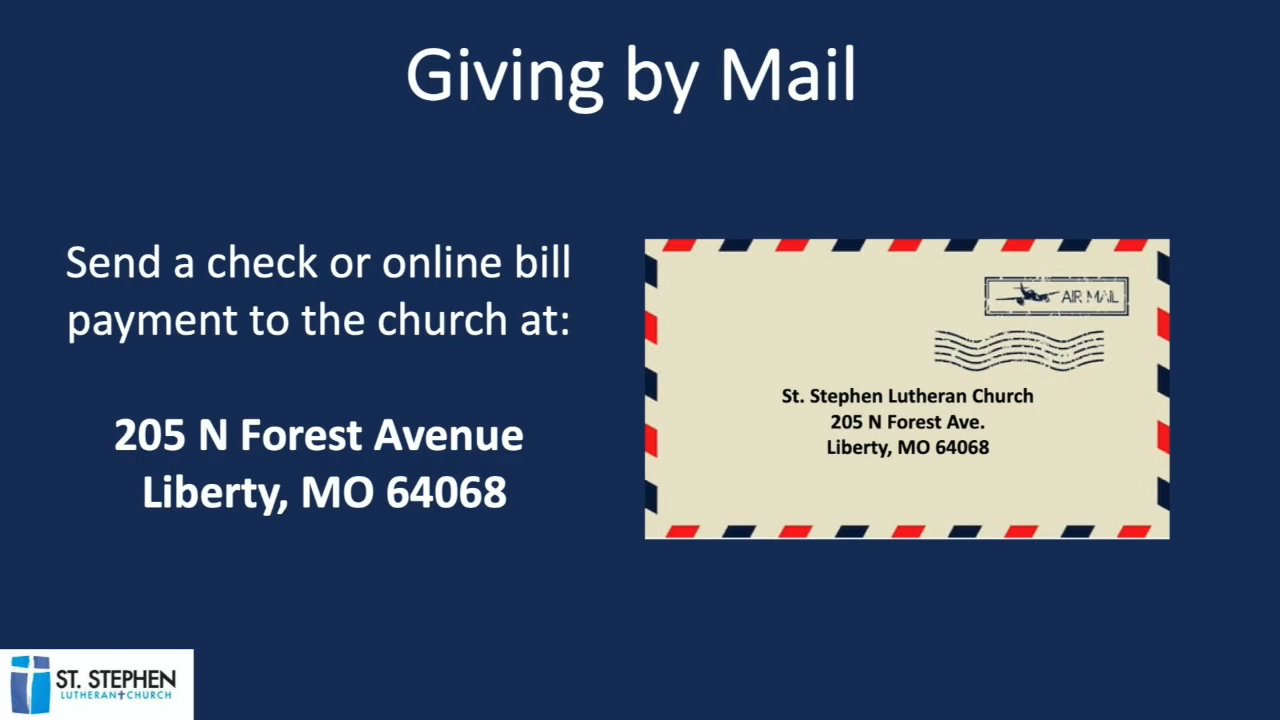 Giving by Mail
Send a check or online bill
payment to the church at:
205 N Forest Avenue
Liberty, MO 64068
AIR MAIL
St. Stephen Lutheran Church
205 N Forest Ave.
Liberty, MO 64068
ST. STEPHEN
LUTHERAN CHURCH